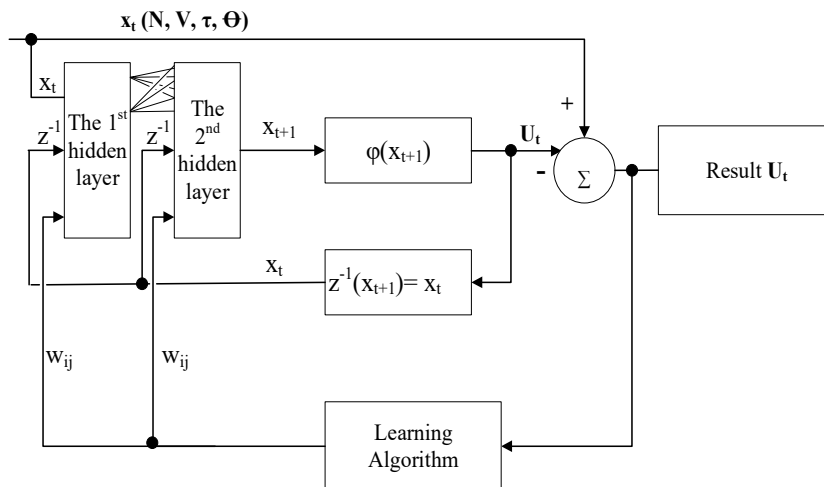 xₜ (N, V, τ, Ө)
xₜ
z⁻¹
The 1ˢᵗ
hidden
layer
z⁻¹
The
2ⁿᵈ
hidden
layer
xₜ₊₁
φ(xₜ₊₁)
Uₜ
+
-
Σ
Result Uₜ
xₜ
z⁻¹(xₜ₊₁)= xₜ
wᵢⱼ
wᵢⱼ
Learning
Algorithm